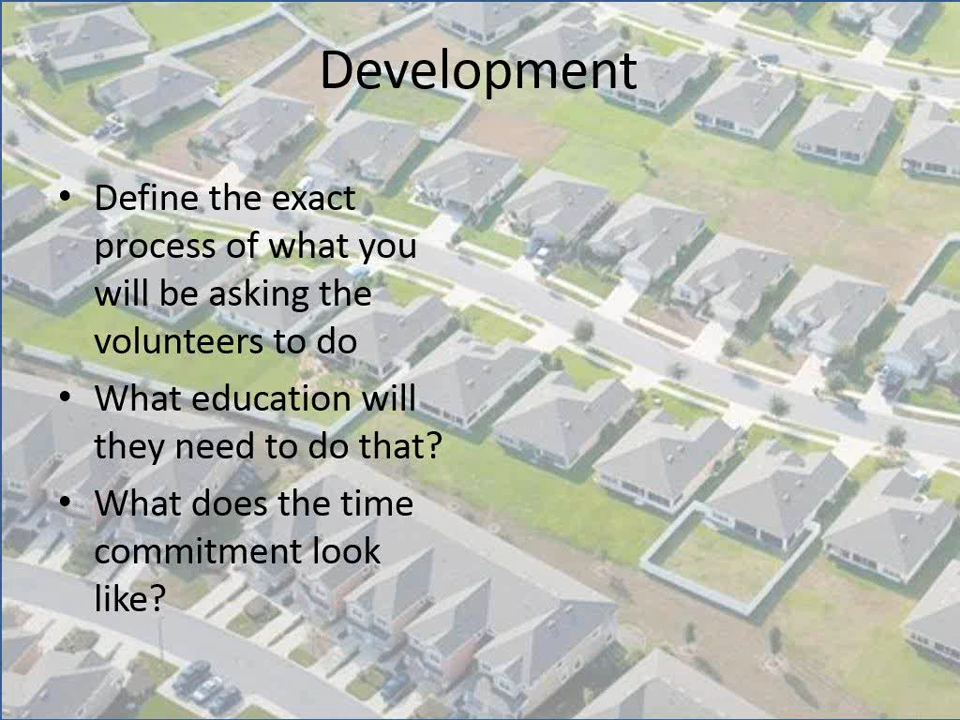 Development
• Define the exact
process of what you
will be asking the
volunteers to do
• What education will
they need to do that?
• What does the time
commitment look
like?